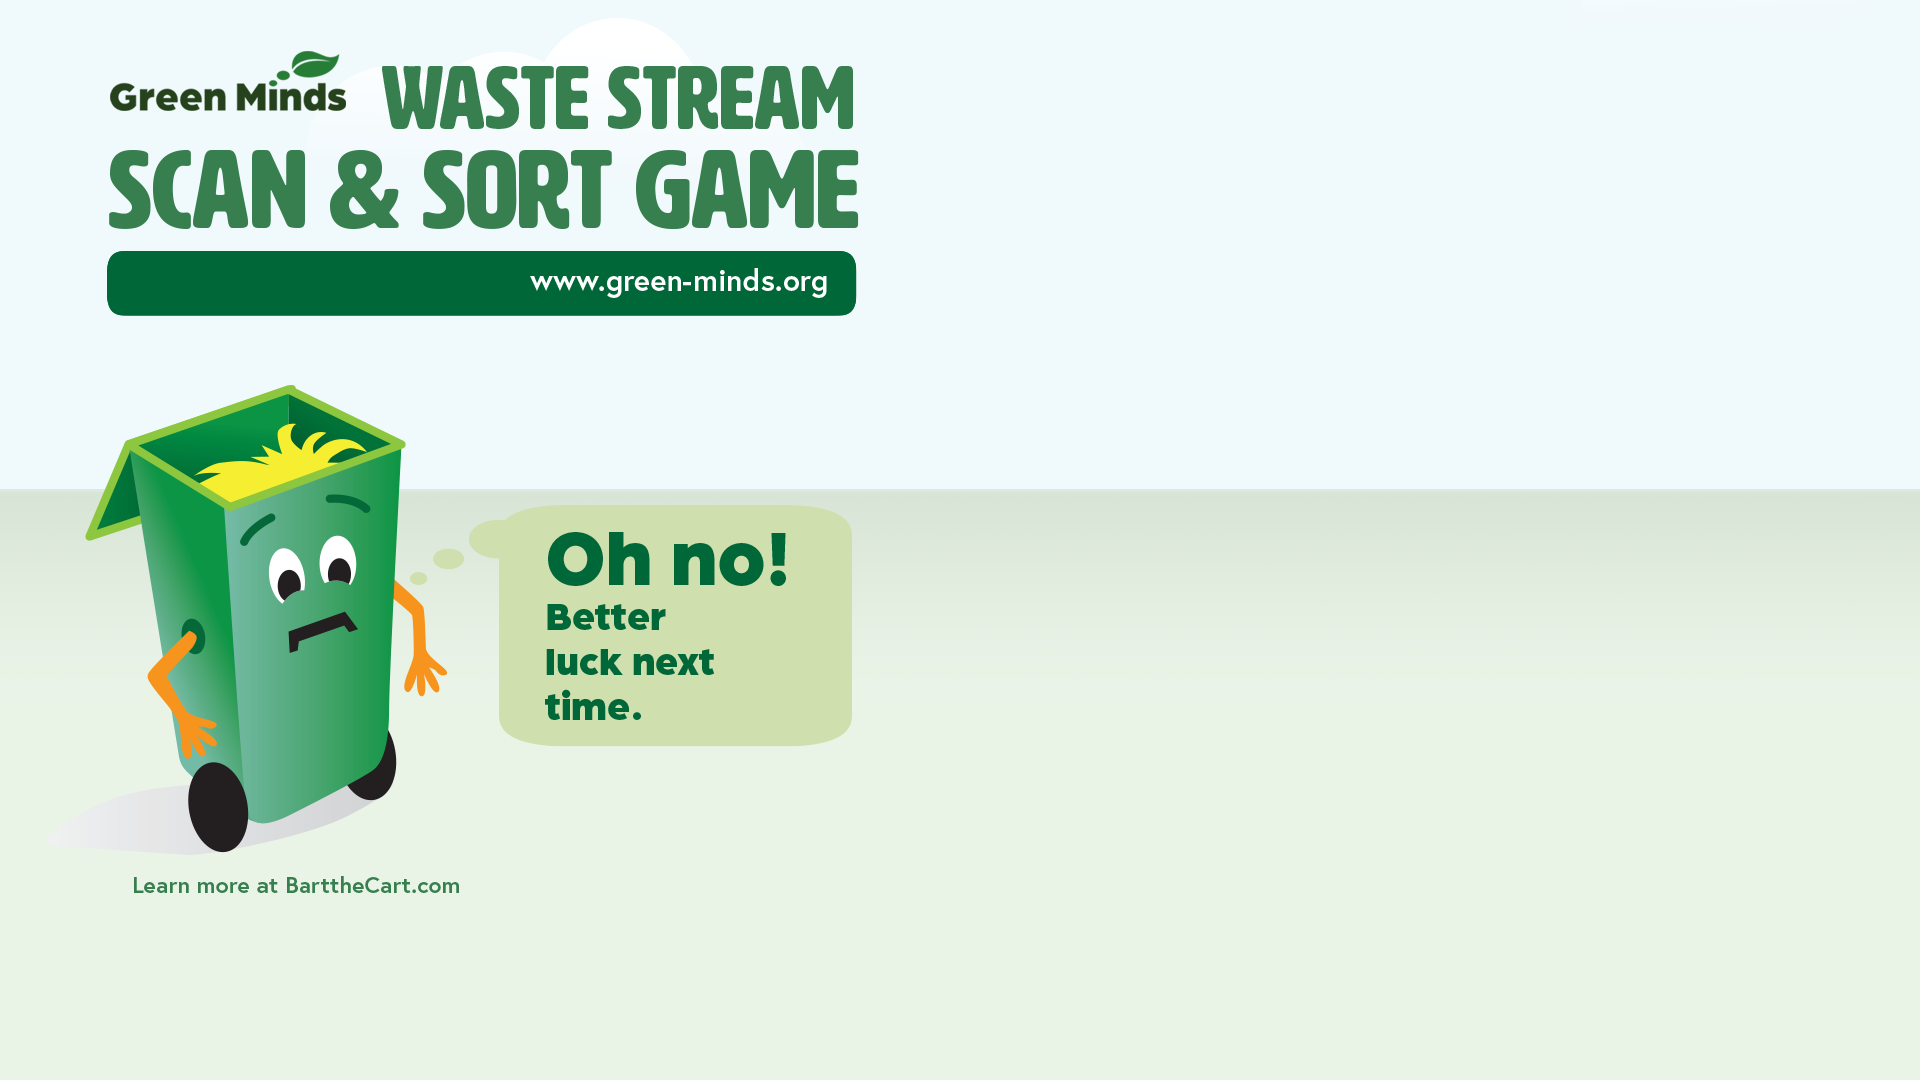 Green Minds WASTE STREAM
SCAN & SORT GAME
www.green-minds.org
Oh no!
Better
luck next
time.
Learn more at BarttheCart.com